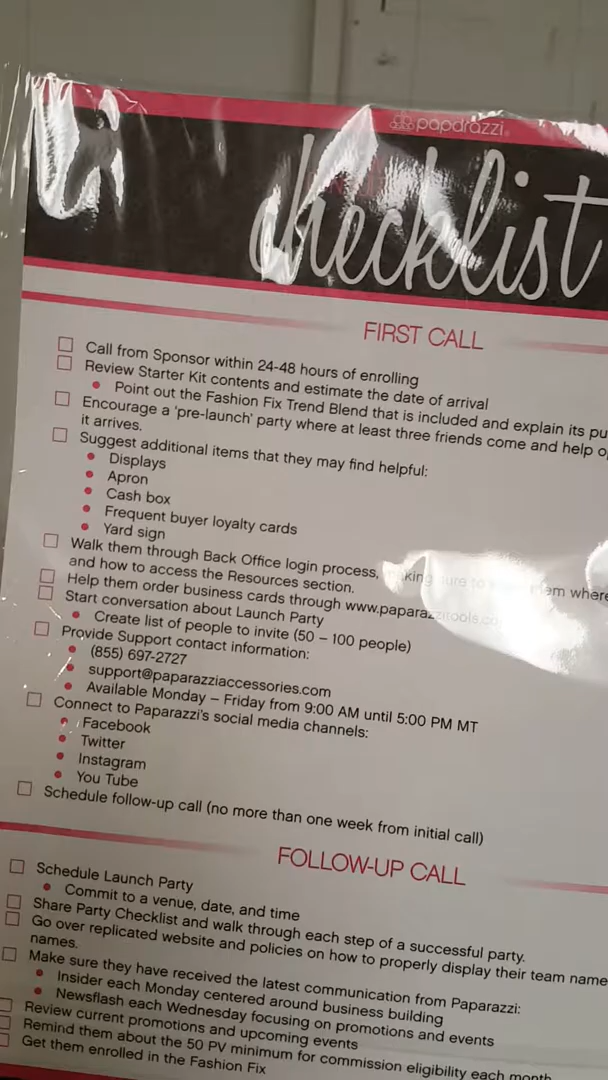 paparazzi
checklist
FIRST CALL
Call from Sponsor within 24-48 hours of enrolling
Review Starter Kit contents and estimate the date of arrival
Point out the Fashion Fix Trend Blend that is included and explain its pu
Encourage a 'pre-launch' party where at least three friends come and help o
it arrives.
Suggest additional items that they may find helpful:
Displays
Apron
Cash box
Frequent buyer loyalty cards
Yard sign
Walk them through Back Office login process, making sure to them where
and how to access the Resources section.
Help them order business cards through www.paparazzitools.co
Start conversation about Launch Party
Create list of people to invite (50 – 100 people)
Provide Support contact information:
(855) 697-2727
support@paparazziaccessories.com
Available Monday – Friday from 9:00 AM until 5:00 PM MT
Connect to Paparazzi's social media channels:
Facebook
Twitter
Instagram
You Tube
Schedule follow-up call (no more than one week from initial call)
FOLLOW-UP CALL
Schedule Launch Party
Commit to a venue, date, and time
Share Party Checklist and walk through each step of a successful party.
Go over replicated website and policies on how to properly display their team name
names.
Make sure they have received the latest communication from Paparazzi:
Insider each Monday centered around business building
Newsflash each Wednesday focusing on promotions and events
Review current promotions and upcoming events
Remind them about the 50 PV minimum for commission eligibility each month
Get them enrolled in the Fashion Fix